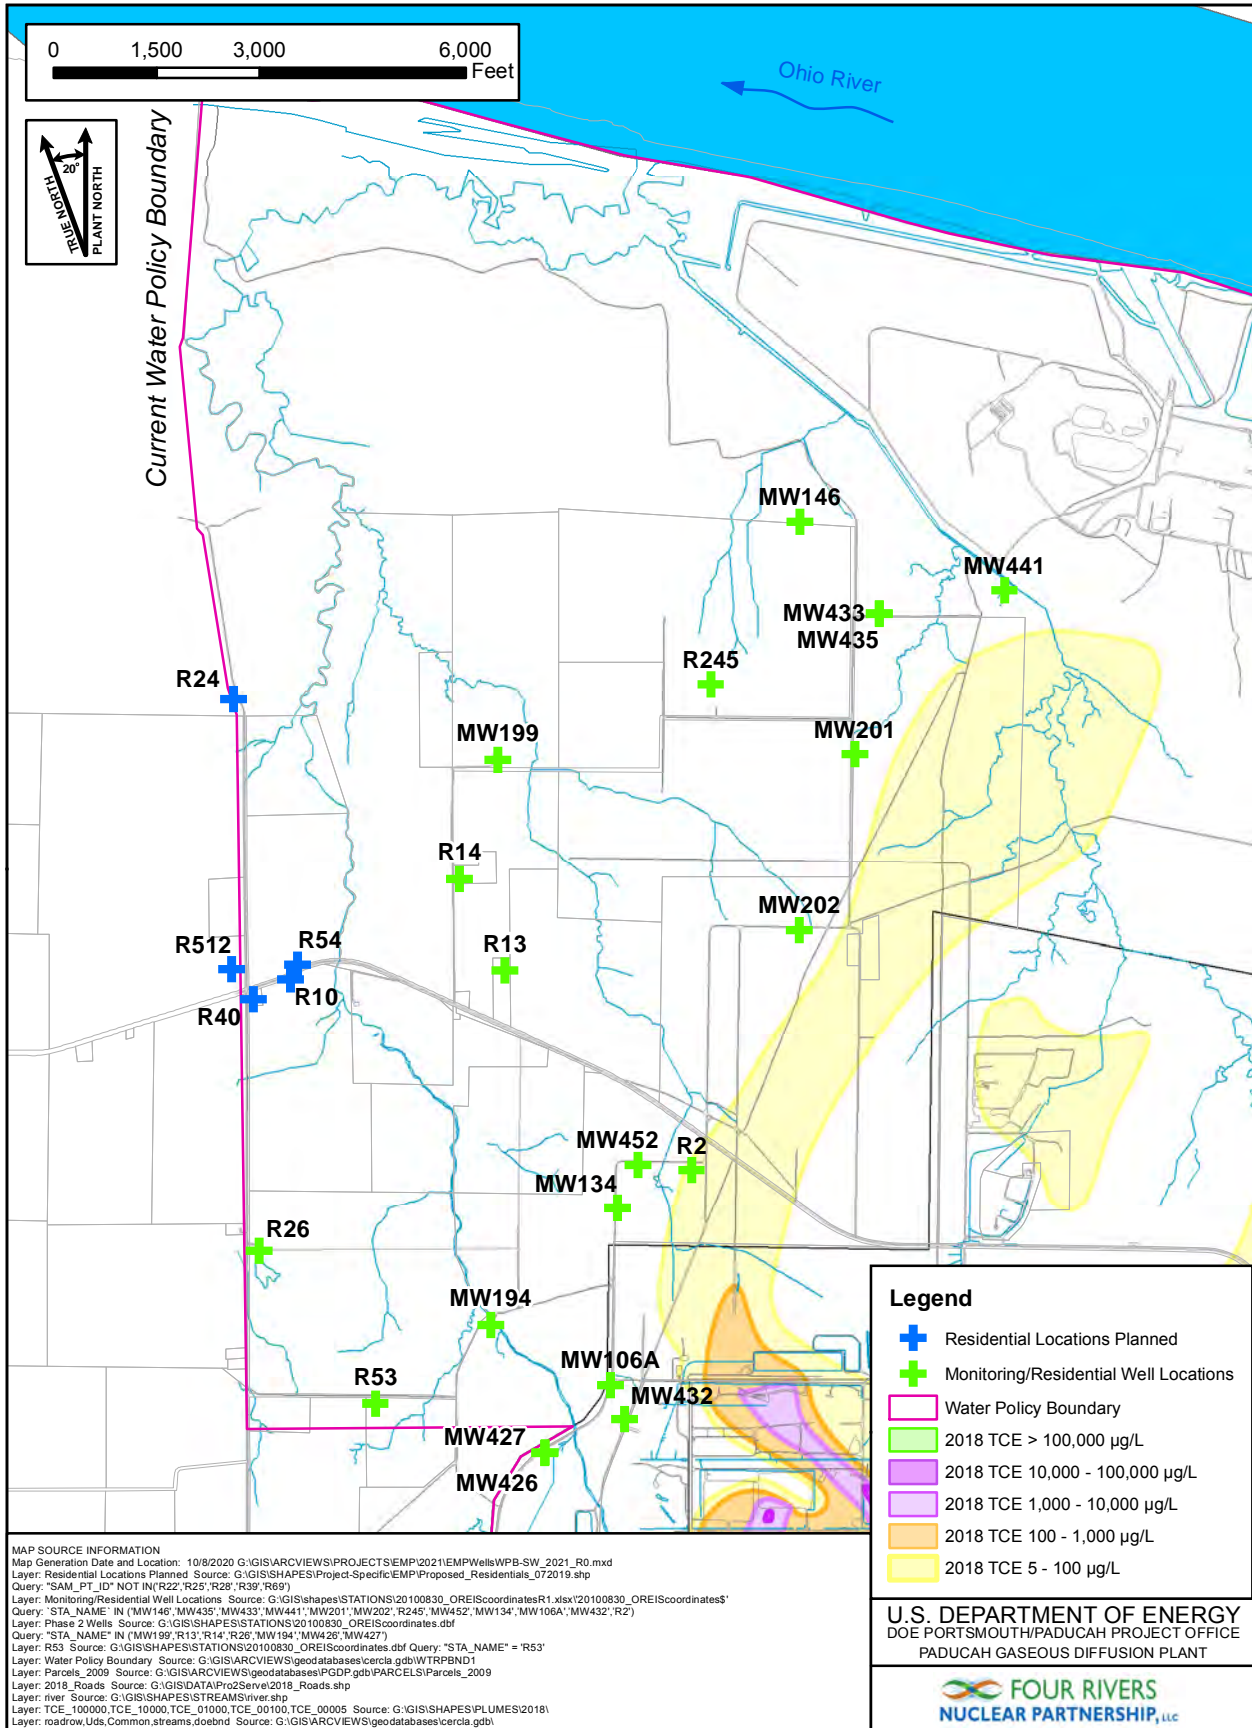 0 1,500 3,000 6,000
Feet
Ohio River
TRUE NORTH
20°
PLANT NORTH
Current Water Policy Boundary
MW146
MW441
MW433
MW435
R24
R245
MW199
MW201
R14
MW202
R512
R54
R13
R10
R40
MW452
R2
MW134
R26
MW194
MW106A
R53
MW432
MW427
MW426
Legend
Residential Locations Planned
Monitoring/Residential Well Locations
Water Policy Boundary
2018 TCE > 100,000 µg/L
2018 TCE 10,000 - 100,000 µg/L
2018 TCE 1,000 - 10,000 µg/L
2018 TCE 100 - 1,000 µg/L
2018 TCE 5 - 100 µg/L
MAP SOURCE INFORMATION
Map Generation Date and Location: 10/8/2020 G:\GIS\ARCVIEWS\PROJECTS\EMP\2021\EMPWellsWPB-SW_2021_R0.mxd
Layer: Residential Locations Planned Source: G:\GIS\SHAPES\Project-Specific\EMP\Proposed_Residentials_072019.shp
Query: "SAM_PT_ID" NOT IN('R22','R25','R28','R39','R69')
Layer: Monitoring/Residential Well Locations Source: G:\GIS\shapes\STATIONS\20100830_OREIScoordinatesR1.xlsx\'20100830_OREIScoordinates$'
Query: `STA_NAME` IN ('MW146','MW435','MW433','MW441','MW201','MW202','R245','MW452','MW134','MW106A','MW432','R2')
Layer: Phase 2 Wells Source: G:\GIS\SHAPES\STATIONS\20100830_OREIScoordinates.dbf
Query: "STA_NAME" IN ('MW199','R13','R14','R26','MW194','MW426','MW427')
Layer: R53 Source: G:\GIS\SHAPES\STATIONS\20100830_OREIScoordinates.dbf Query: "STA_NAME" = 'R53'
Layer: Water Policy Boundary Source: G:\GIS\ARCVIEWS\geodatabases\cercla.gdb\WTRPBND1
Layer: Parcels_2009 Source: G:\GIS\ARCVIEWS\geodatabases\PGDP.gdb\PARCELS\Parcels_2009
Layer: 2018_Roads Source: G:\GIS\DATA\Pro2Serve\2018_Roads.shp
Layer: river Source: G:\GIS\SHAPES\STREAMS\river.shp
Layer: TCE_100000,TCE_10000,TCE_01000,TCE_00100,TCE_00005 Source: G:\GIS\SHAPES\PLUMES\2018\
Layer: roadrow,Uds,Common,streams,doebnd Source: G:\GIS\ARCVIEWS\geodatabases\cercla.gdb\
U.S. DEPARTMENT OF ENERGY
DOE PORTSMOUTH/PADUCAH PROJECT OFFICE
PADUCAH GASEOUS DIFFUSION PLANT
FOUR RIVERS
NUCLEAR PARTNERSHIP, LLC